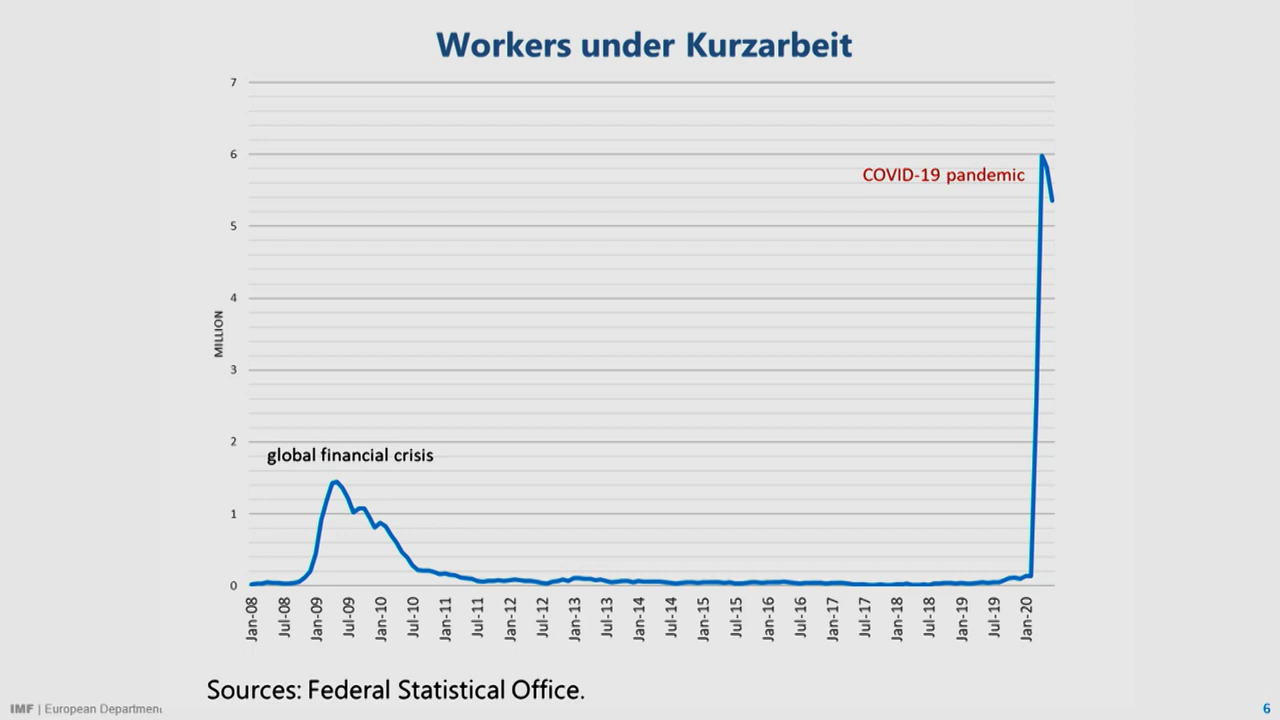 Workers under Kurzarbeit
7
6
5
4
3
2
1
0
MILLION
COVID-19 pandemic
global financial crisis
Jan-08
Jul-08
Jan-09
Jul-09
Jan-10
Jul-10
Jan-11
Jul-11
Jan-12
Jul-12
Jan-13
Jul-13
Jan-14
Jul-14
Jan-15
Jul-15
Jan-16
Jul-16
Jan-17
Jul-17
Jan-18
Jul-18
Jan-19
Jul-19
Jan-20
Sources: Federal Statistical Office.
IMF | European Department
6